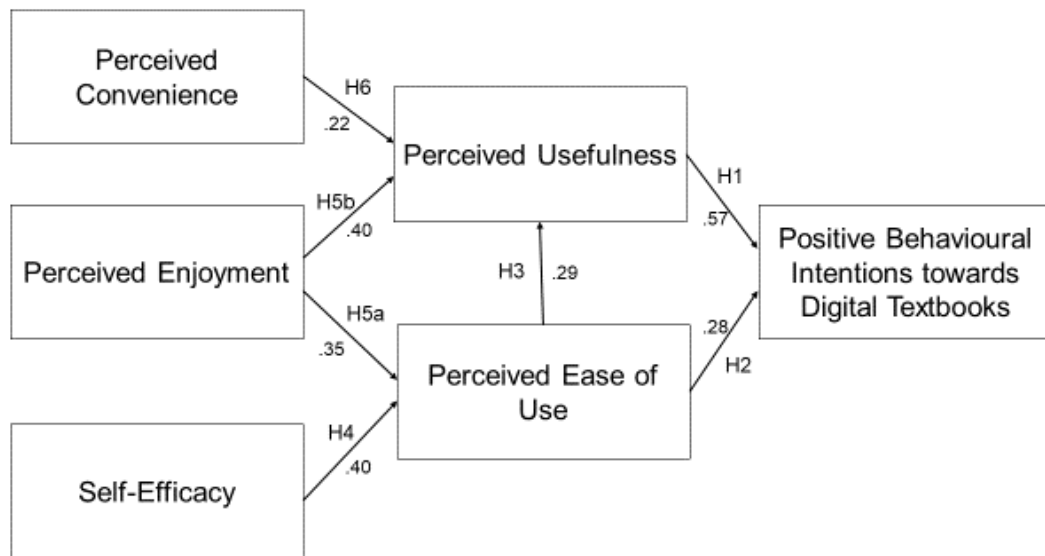 Perceived
Convenience
H6
.22
Perceived Usefulness
H1
.57
H5b
.40
Perceived Enjoyment
H3
.29
Positive Behavioural
Intentions towards
Digital Textbooks
H5a
.35
.28
H2
Perceived Ease of
Use
H4
.40
Self-Efficacy